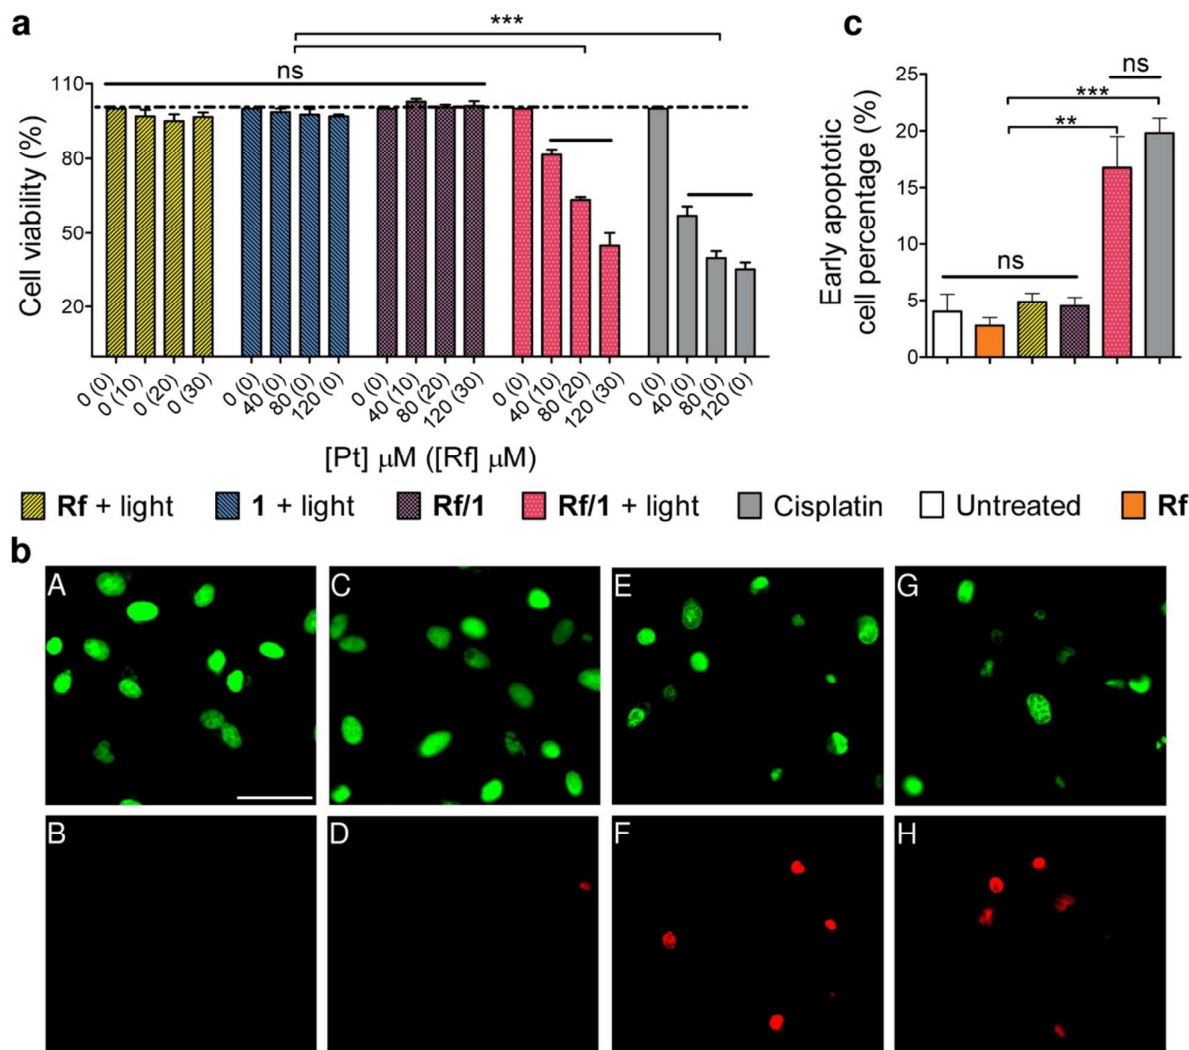 a
***
ns
110
80
50
20
Cell viability (%)
0 (0)
0 (10)
0 (20)
0 (30)
0 (0)
40 (0)
80 (0)
120 (0)
0 (0)
40 (10)
80 (20)
120 (30)
0 (0)
40 (10)
80 (20)
120 (30)
0 (0)
40 (0)
80 (0)
120 (0)
[Pt] μM ([Rf] μM)
c
ns
***
**
ns
25
20
15
10
5
0
Early apoptotic
cell percentage (%)
Rf + light
1 + light
Rf/1
Rf/1 + light
Cisplatin
Untreated
Rf
b
A
C
E
G
B
D
F
H